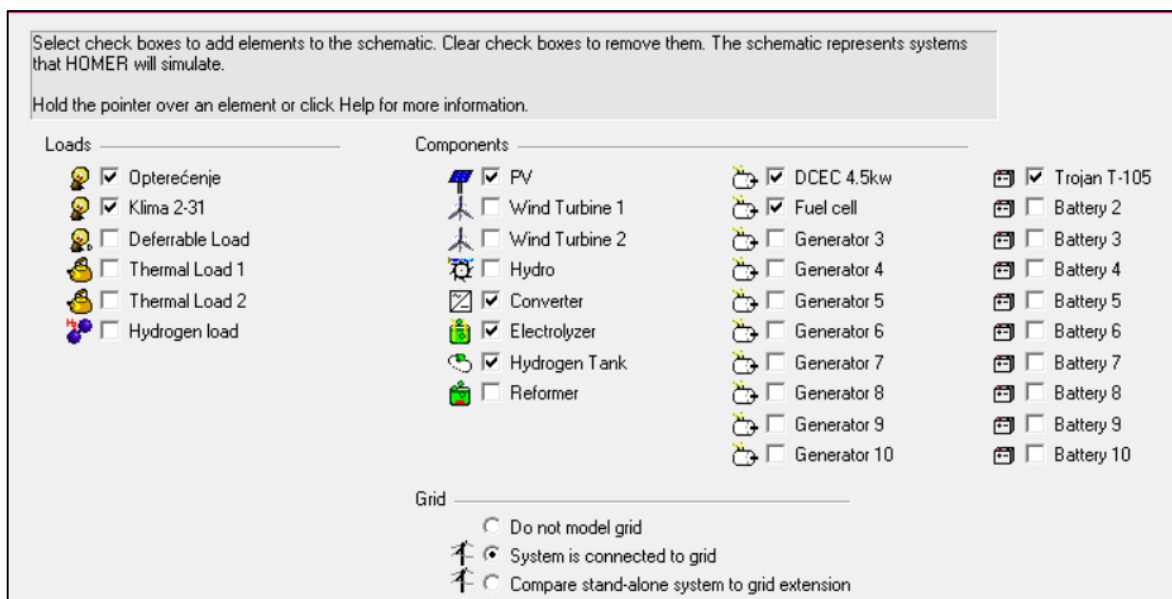 Select check boxes to add elements to the schematic. Clear check boxes to remove them. The schematic represents systems
that HOMER will simulate.
Hold the pointer over an element or click Help for more information.
Loads
Opterećenje
Klima 2-31
Deferrable Load
Thermal Load 1
Thermal Load 2
Hydrogen load
Components
PV
Wind Turbine 1
Wind Turbine 2
Hydro
Converter
Electrolyzer
Hydrogen Tank
Reformer
DCEC 4.5kw
Fuel cell
Generator 3
Generator 4
Generator 5
Generator 6
Generator 7
Generator 8
Generator 9
Generator 10
Trojan T-105
Battery 2
Battery 3
Battery 4
Battery 5
Battery 6
Battery 7
Battery 8
Battery 9
Battery 10
Grid
Do not model grid
System is connected to grid
Compare stand-alone system to grid extension